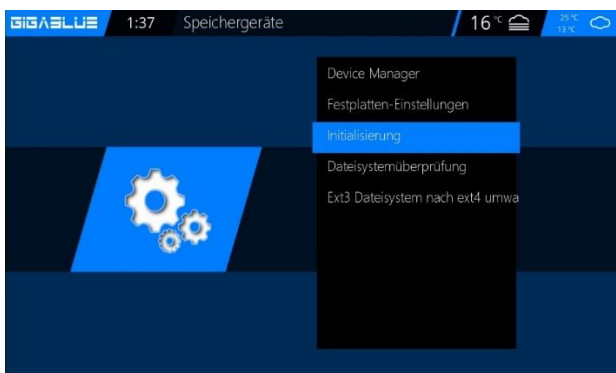 GIGABLUE 1:37 Speichergeräte 16 °C 25 °C
13 °C
Device Manager
Festplatten-Einstellungen
Initialisierung
Dateisystemüberprüfung
Ext3 Dateisystem nach ext4 umwa